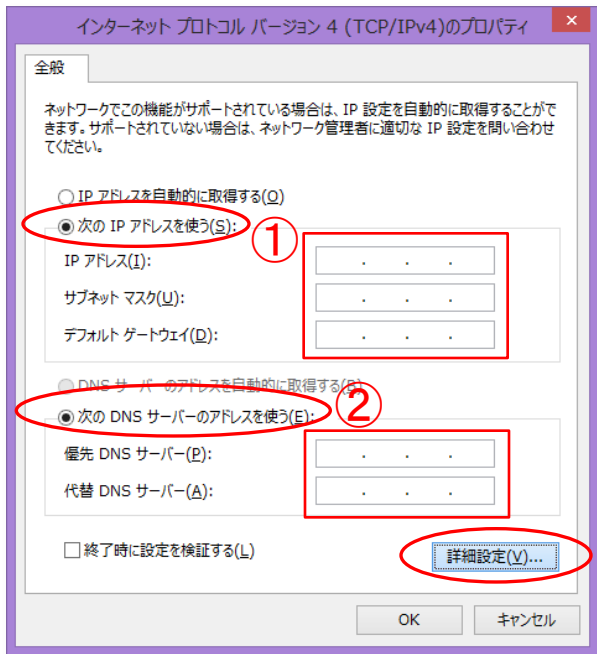 インターネット プロトコル バージョン 4 (TCP/IPv4)のプロパティ
×
全般
ネットワークでこの機能がサポートされている場合は、IP 設定を自動的に取得することがで
きます。サポートされていない場合は、ネットワーク管理者に適切な IP 設定を問い合わせ
てください。
IP アドレスを自動的に取得する(O)
次の IP アドレスを使う(S):
①
IP アドレス(I):
サブネット マスク(U):
デフォルト ゲートウェイ(D):
DNS サーバーのアドレスを自動的に取得する(B)
次の DNS サーバーのアドレスを使う(E):
②
優先 DNS サーバー(P):
代替 DNS サーバー(A):
終了時に設定を検証する(L)
詳細設定(V)...
OK
キャンセル